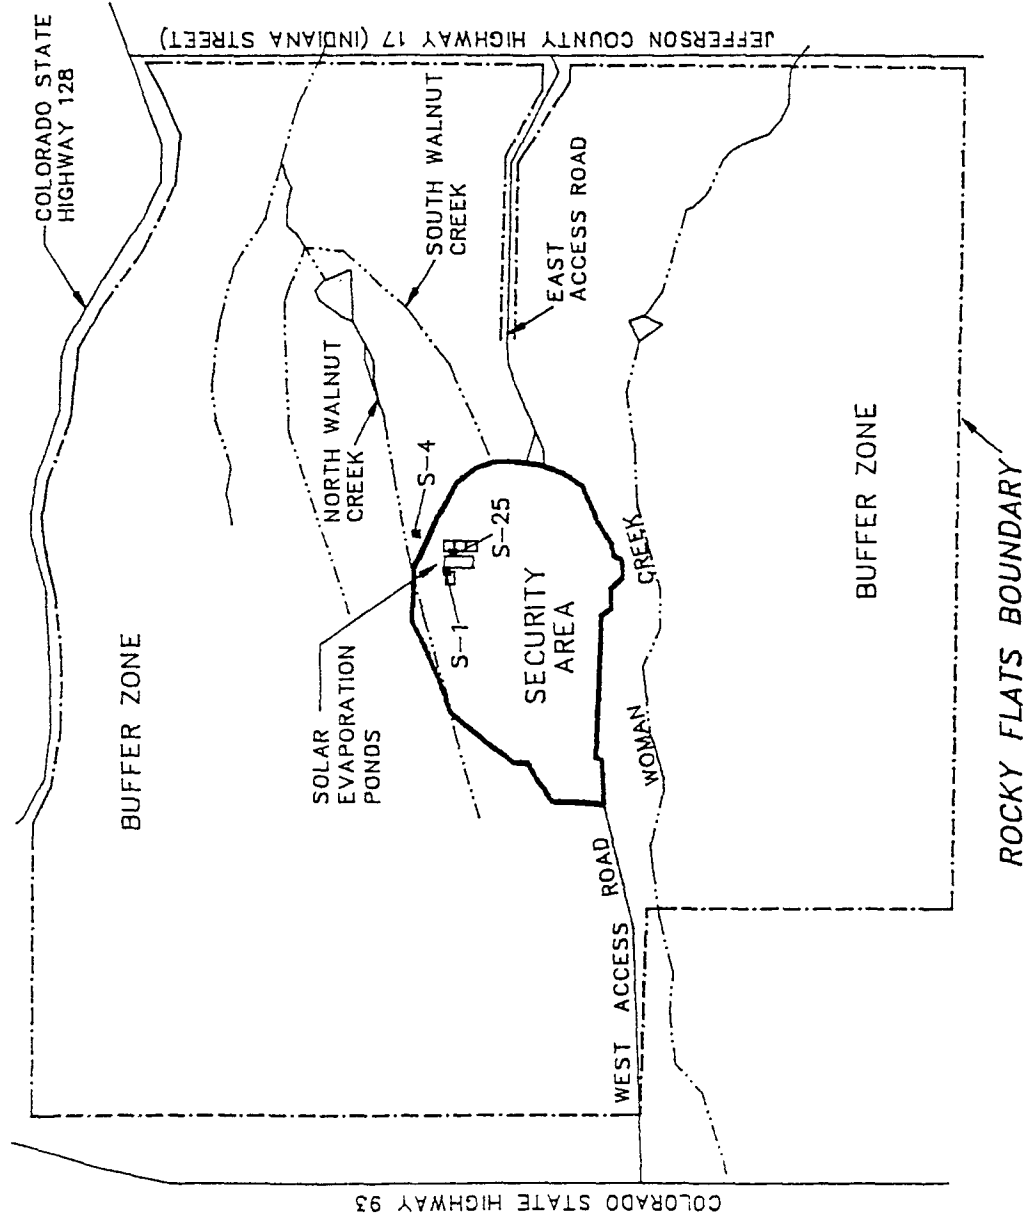 COLORADO STATE
HIGHWAY 128
JEFFERSON COUNTY HIGHWAY 17 (INDIANA STREET)
SOUTH WALNUT
CREEK
EAST
ACCESS ROAD
NORTH WALNUT
CREEK
S-4
S-25
S-1
SOLAR
EVAPORATION
PONDS
SECURITY
AREA
BUFFER ZONE
BUFFER ZONE
WOMAN CREEK
WEST ACCESS ROAD
COLORADO STATE HIGHWAY 93
ROCKY FLATS BOUNDARY